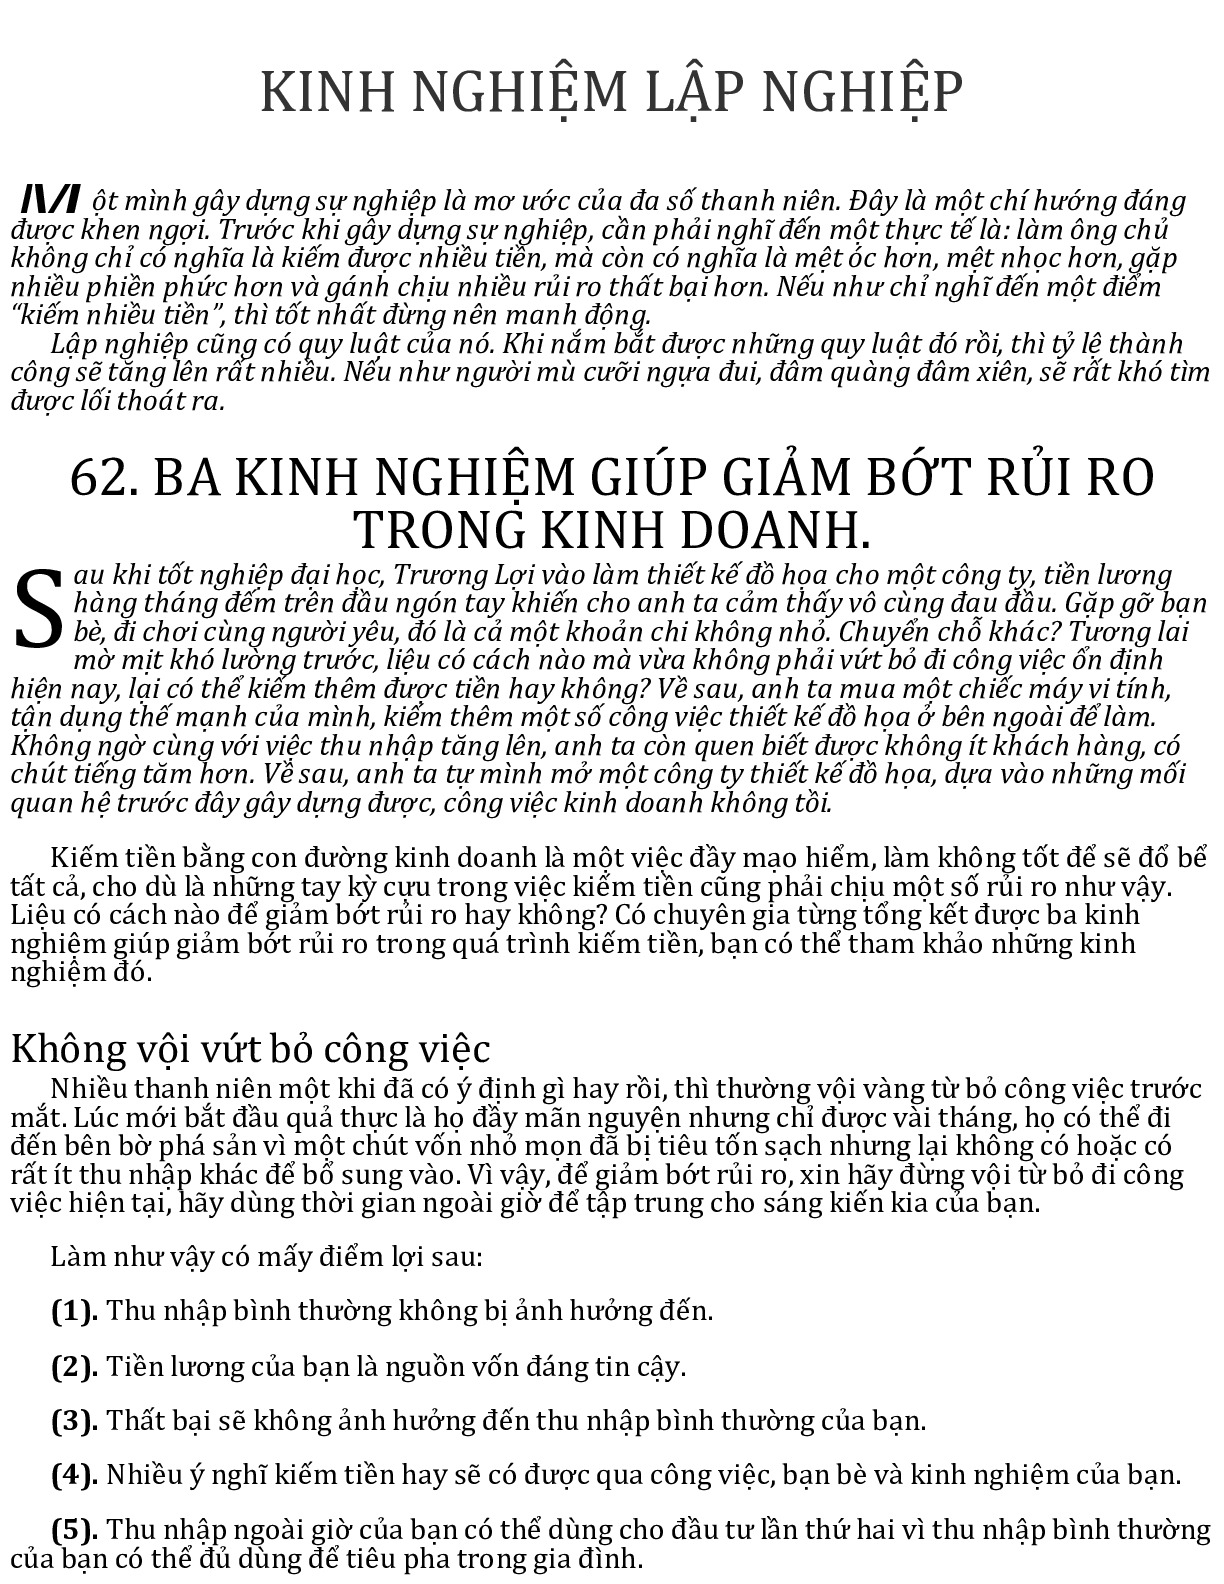 KINH NGHIỆM LẬP NGHIỆP
Một mình gây dựng sự nghiệp là mơ ước của đa số thanh niên. Đây là một chí hướng đáng
được khen ngợi. Trước khi gây dựng sự nghiệp, cần phải nghĩ đến một thực tế là: làm ông chủ
không chỉ có nghĩa là kiếm được nhiều tiền, mà còn có nghĩa là mệt óc hơn, mệt nhọc hơn, gặp
nhiều phiền phức hơn và gánh chịu nhiều rủi ro thất bại hơn. Nếu như chỉ nghĩ đến một điểm
“kiếm nhiều tiền”, thì tốt nhất đừng nên manh động.
Lập nghiệp cũng có quy luật của nó. Khi nắm bắt được những quy luật đó rồi, thì tỷ lệ thành
công sẽ tăng lên rất nhiều. Nếu như người mù cưỡi ngựa đui, đâm quàng đâm xiên, sẽ rất khó tìm
được lối thoát ra.
62. BA KINH NGHIỆM GIÚP GIẢM BỚT RỦI RO
TRONG KINH DOANH.
Sau khi tốt nghiệp đại học, Trương Lợi vào làm thiết kế đồ họa cho một công ty, tiền lương
hàng tháng đếm trên đầu ngón tay khiến cho anh ta cảm thấy vô cùng đau đầu. Gặp gỡ bạn
bè, đi chơi cùng người yêu, đó là cả một khoản chi không nhỏ. Chuyển chỗ khác? Tương lai
mờ mịt khó lường trước, liệu có cách nào mà vừa không phải vứt bỏ đi công việc ổn định
hiện nay, lại có thể kiếm thêm được tiền hay không? Về sau, anh ta mua một chiếc máy vi tính,
tận dụng thế mạnh của mình, kiếm thêm một số công việc thiết kế đồ họa ở bên ngoài để làm.
Không ngờ cùng với việc thu nhập tăng lên, anh ta còn quen biết được không ít khách hàng, có
chút tiếng tăm hơn. Về sau, anh ta tự mình mở một công ty thiết kế đồ họa, dựa vào những mối
quan hệ trước đây gây dựng được, công việc kinh doanh không tồi.
Kiếm tiền bằng con đường kinh doanh là một việc đầy mạo hiểm, làm không tốt để sẽ đổ bể
tất cả, cho dù là những tay kỳ cựu trong việc kiếm tiền cũng phải chịu một số rủi ro như vậy.
Liệu có cách nào để giảm bớt rủi ro hay không? Có chuyên gia từng tổng kết được ba kinh
nghiệm giúp giảm bớt rủi ro trong quá trình kiếm tiền, bạn có thể tham khảo những kinh
nghiệm đó.
Không vội vứt bỏ công việc
Nhiều thanh niên một khi đã có ý định gì hay rồi, thì thường vội vàng từ bỏ công việc trước
mắt. Lúc mới bắt đầu quả thực là họ đầy mãn nguyện nhưng chỉ được vài tháng, họ có thể đi
đến bên bờ phá sản vì một chút vốn nhỏ mọn đã bị tiêu tốn sạch nhưng lại không có hoặc có
rất ít thu nhập khác để bổ sung vào. Vì vậy, để giảm bớt rủi ro, xin hãy đừng vội từ bỏ đi công
việc hiện tại, hãy dùng thời gian ngoài giờ để tập trung cho sáng kiến kia của bạn.
Làm như vậy có mấy điểm lợi sau:
(1). Thu nhập bình thường không bị ảnh hưởng đến.
(2). Tiền lương của bạn là nguồn vốn đáng tin cậy.
(3). Thất bại sẽ không ảnh hưởng đến thu nhập bình thường của bạn.
(4). Nhiều ý nghĩ kiếm tiền hay sẽ có được qua công việc, bạn bè và kinh nghiệm của bạn.
(5). Thu nhập ngoài giờ của bạn có thể dùng cho đầu tư lần thứ hai vì thu nhập bình thường
của bạn có thể đủ dùng để tiêu pha trong gia đình.